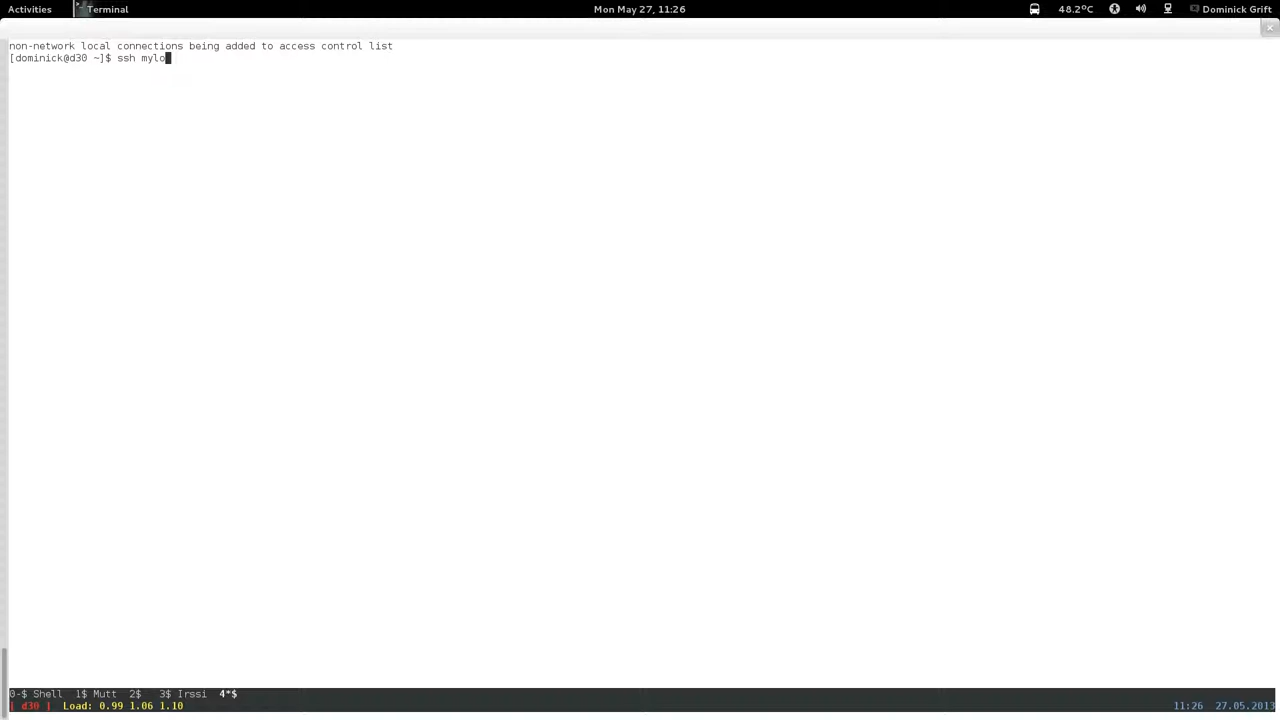 Activities Terminal Mon May 27, 11:26 48.2°C Dominick Grift
non-network local connections being added to access control list
[dominick@d30 ~]$ ssh mylo
0-$ Shell 1$ Mutt 2$ 3$ Irssi 4*$
[ d30 ] Load: 0.99 1.06 1.10 11:26 27.05.2013